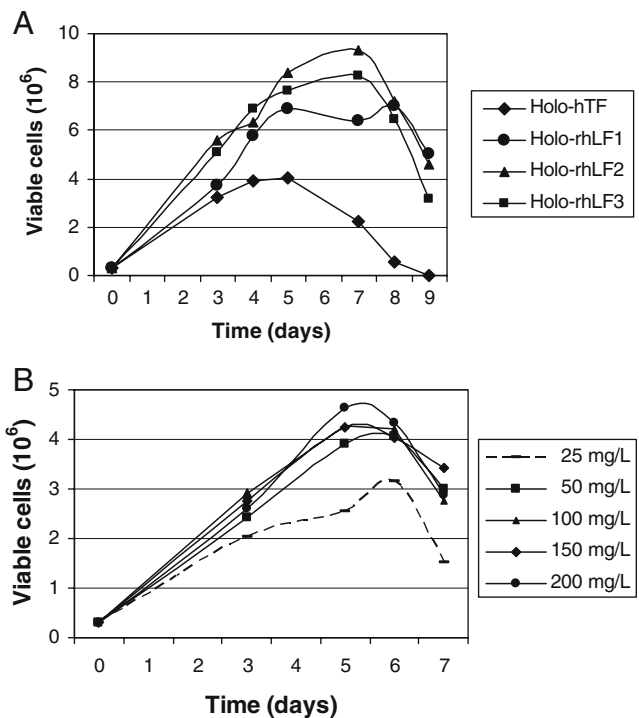 A
Viable cells (10⁶)
10
8
6
4
2
0
0 1 2 3 4 5 7 8 9
Time (days)
Holo-hTF
Holo-rhLF1
Holo-rhLF2
Holo-rhLF3
B
Viable cells (10⁶)
5
4
3
2
1
0
0 1 2 3 5 6 7
Time (days)
25 mg/L
50 mg/L
100 mg/L
150 mg/L
200 mg/L